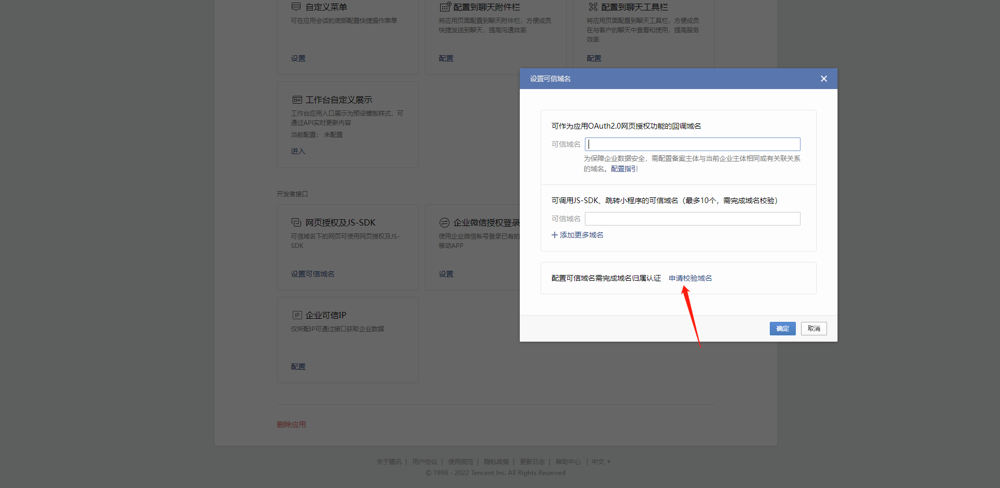 自定义菜单
可在应用会话的底部配置快捷操作菜单
设置
配置到聊天附件栏
将应用页面配置到聊天附件栏，方便成员
快捷发送到聊天，提高沟通效率
配置
配置到聊天工具栏
将应用页面配置到聊天工具栏，方便成员
在与客户的聊天中查看和使用，提高服务
效率
配置
工作台自定义展示
工作台应用入口展示为预设模板样式，可
通过API实时更新内容
当前配置： 未配置
进入
开发者接口
网页授权及JS-SDK
可信域名下的网页可使用网页授权及JS-
SDK
设置可信域名
企业微信授权登录
使用企业微信帐号登录已有的
移动APP
设置
IP 企业可信IP
仅所配IP可通过接口获取企业数据
配置
删除应用
设置可信域名
可作为应用OAuth2.0网页授权功能的回调域名
可信域名
为保障企业数据安全，需配置备案主体与当前企业主体相同或有关联关系
的域名。配置指引
可调用JS-SDK、跳转小程序的可信域名（最多10个，需完成域名校验）
可信域名
添加更多域名
配置可信域名需完成域名归属认证 申请校验域名
确定 取消
关于腾讯 | 用户协议 | 使用规范 | 隐私政策 | 更新日志 | 帮助中心 | 中文
© 1998 - 2022 Tencent Inc. All Rights Reserved